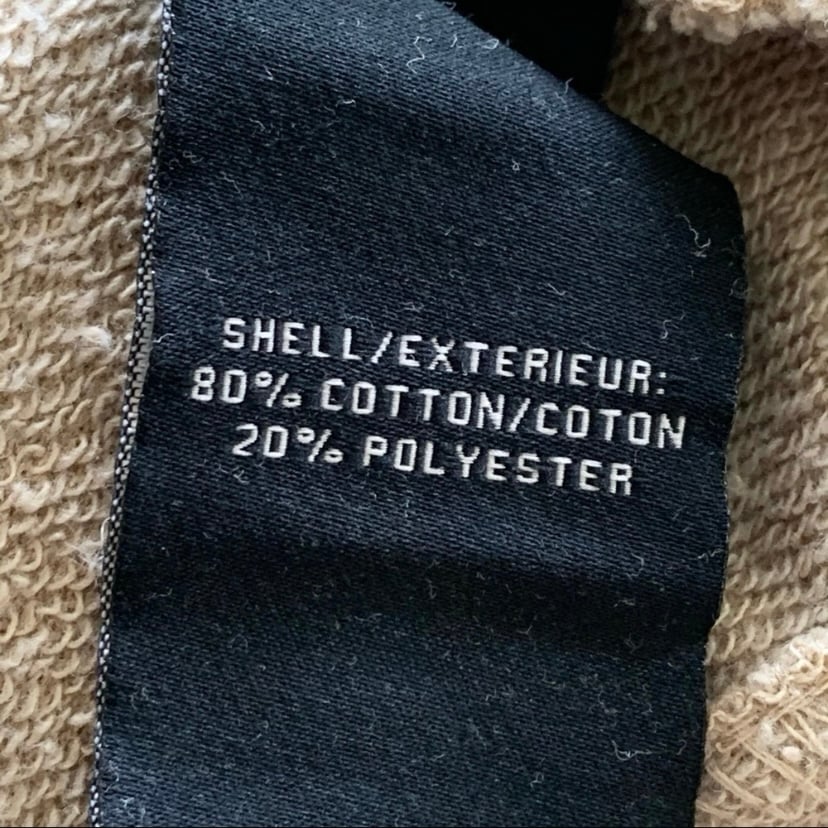 SHELL/EXTERIEUR:
80% COTTON/COTON
20% POLYESTER